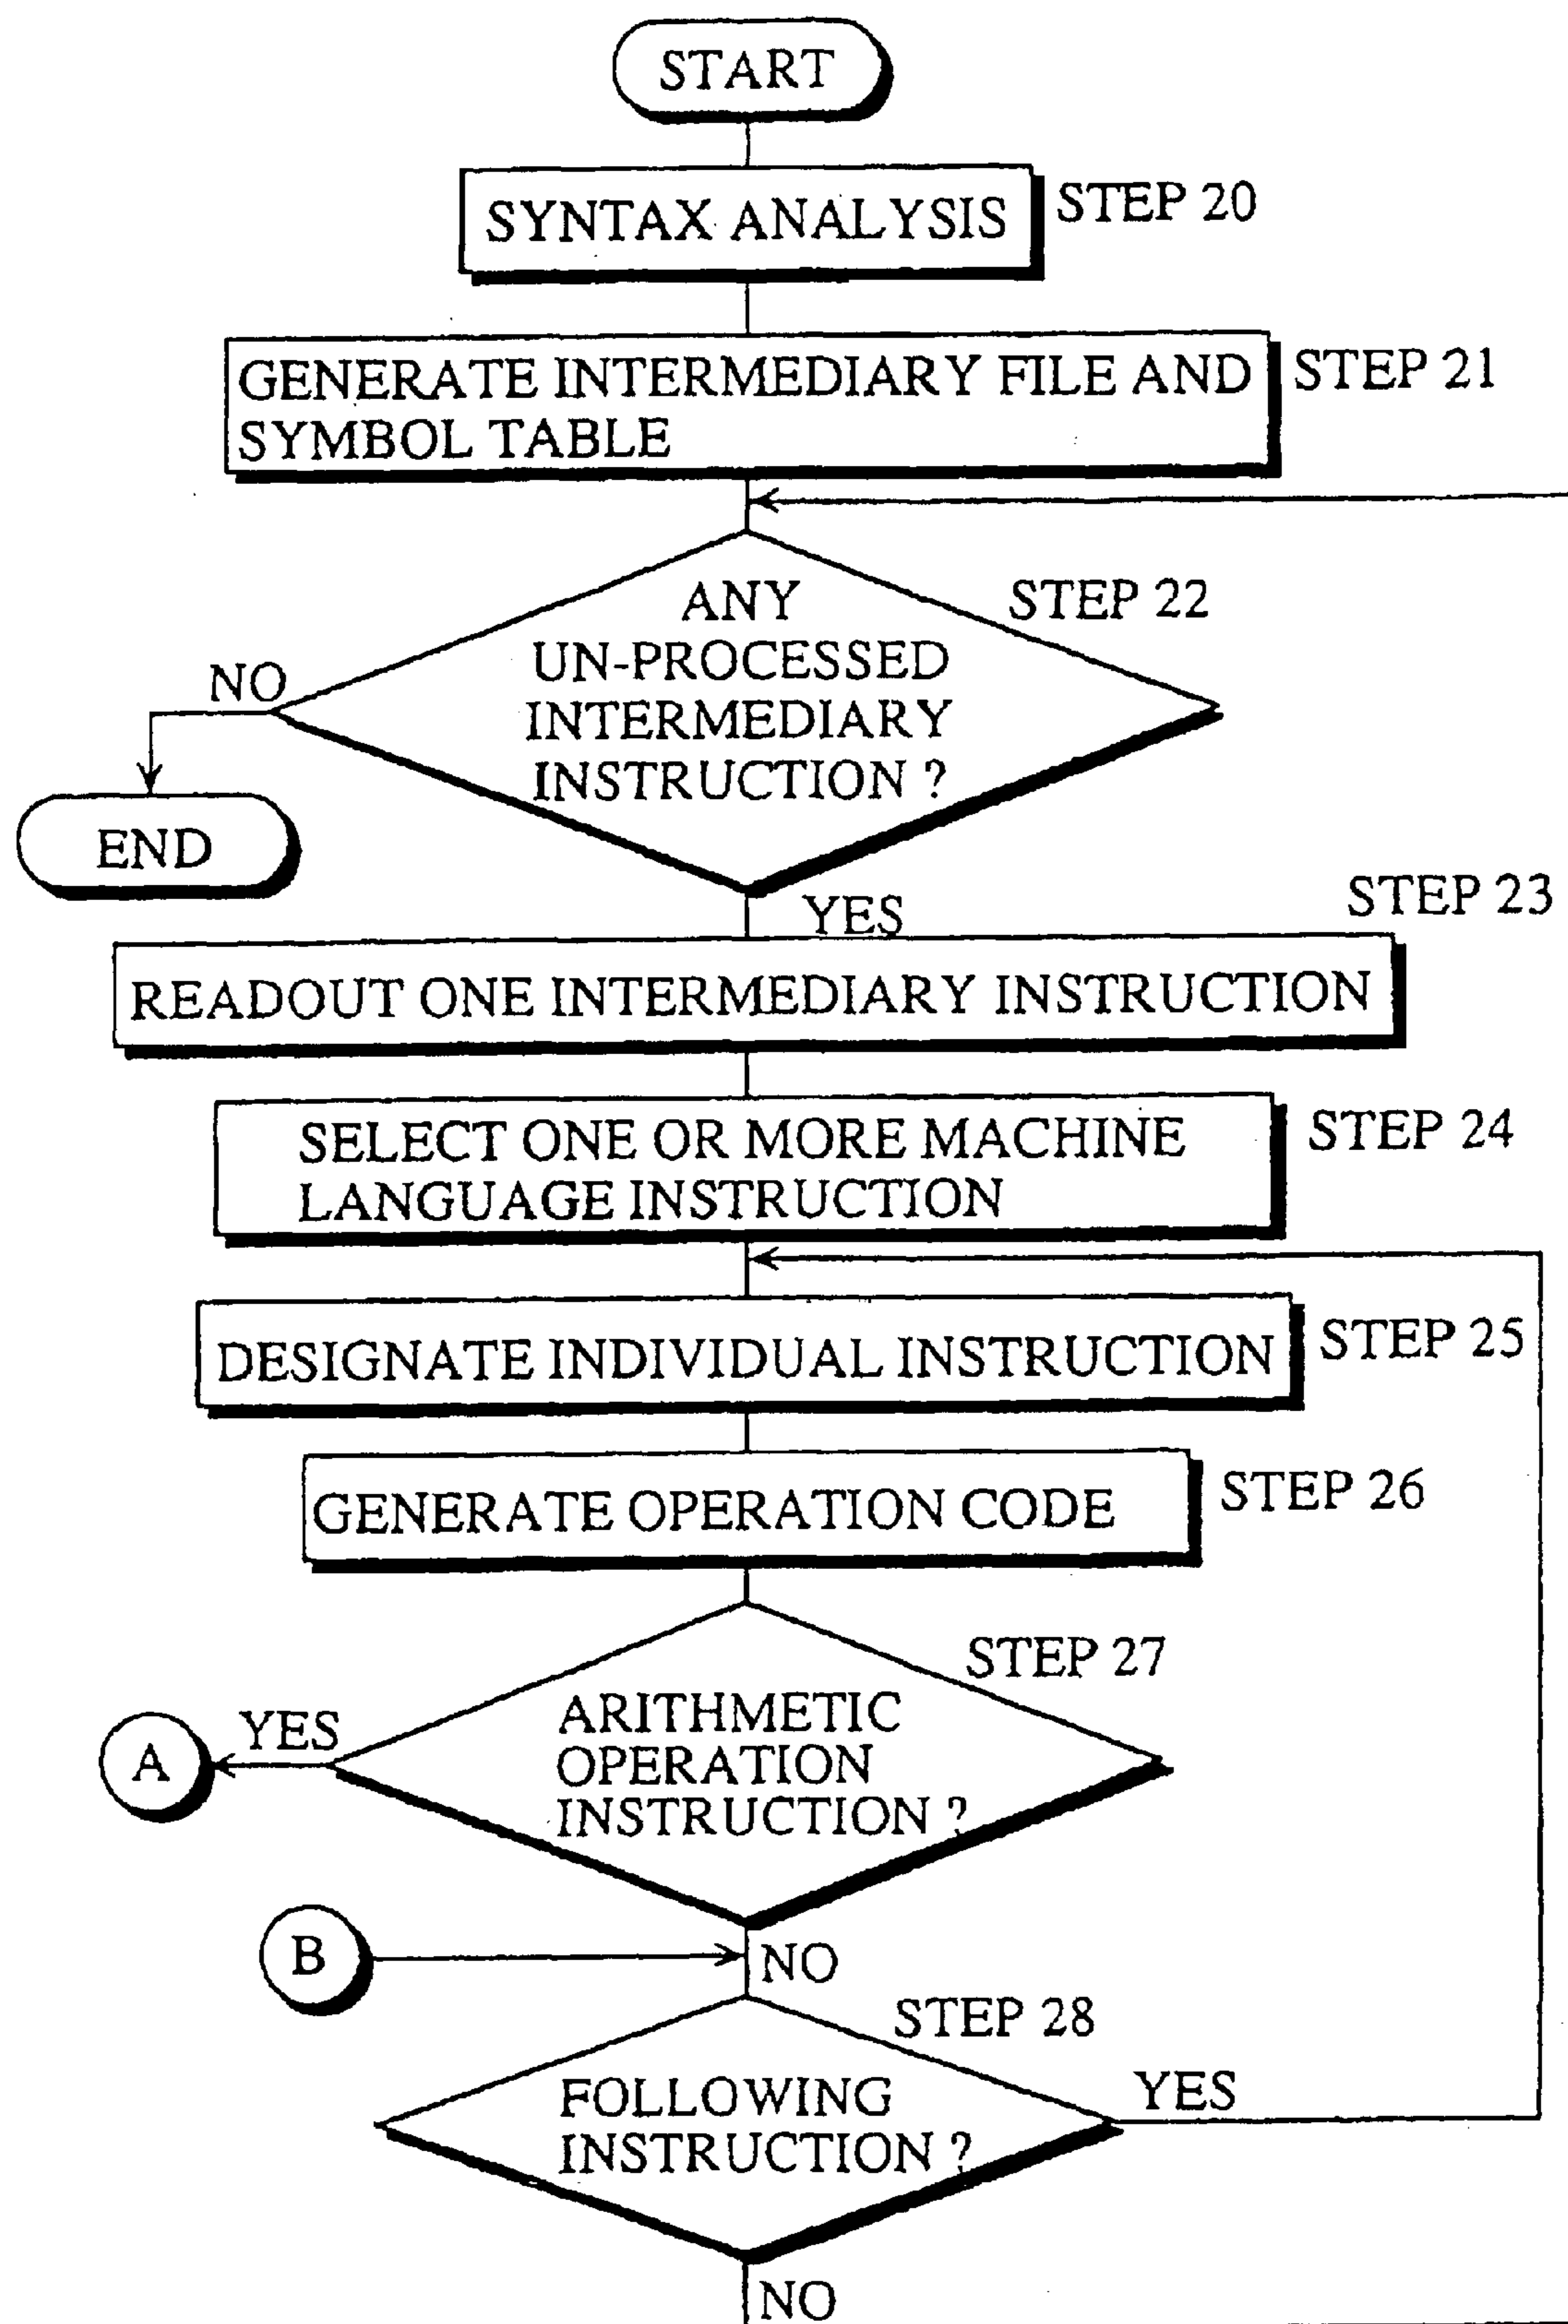 START
SYNTAX ANALYSIS
STEP 20
GENERATE INTERMEDIARY FILE AND
SYMBOL TABLE
STEP 21
ANY
UN-PROCESSED
INTERMEDIARY
INSTRUCTION ?
STEP 22
NO
END
YES
STEP 23
READOUT ONE INTERMEDIARY INSTRUCTION
SELECT ONE OR MORE MACHINE
LANGUAGE INSTRUCTION
STEP 24
DESIGNATE INDIVIDUAL INSTRUCTION
STEP 25
GENERATE OPERATION CODE
STEP 26
STEP 27
ARITHMETIC
OPERATION
INSTRUCTION ?
YES
A
B
NO
STEP 28
FOLLOWING
INSTRUCTION ?
YES
NO